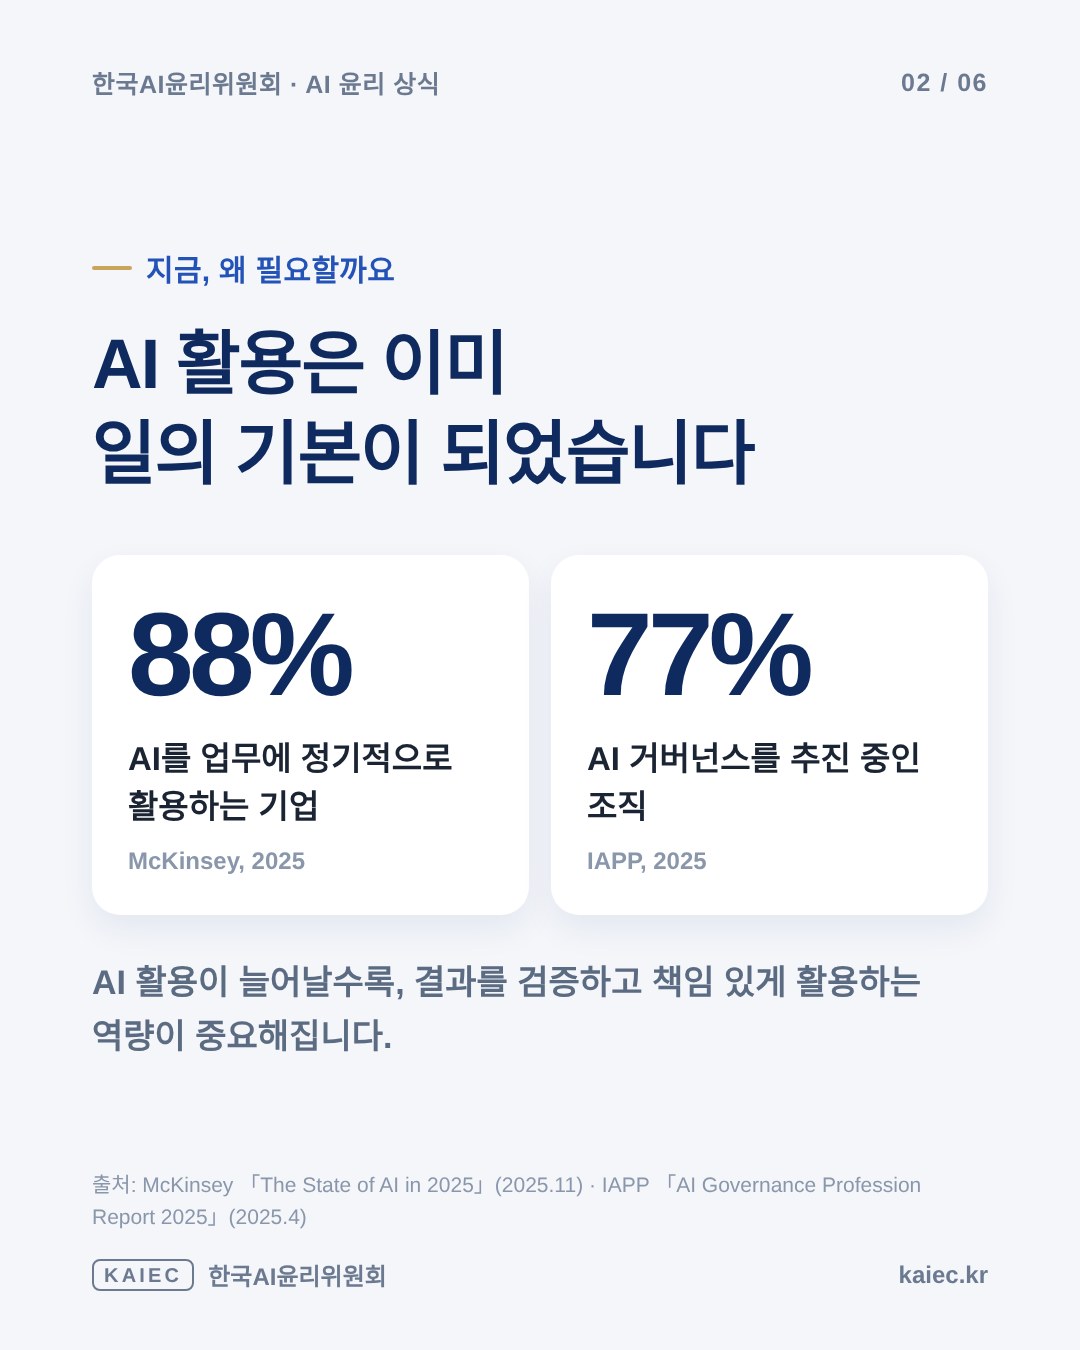 한국AI윤리위원회 · AI 윤리 상식
02 / 06
지금, 왜 필요할까요
AI 활용은 이미
일의 기본이 되었습니다
88%
AI를 업무에 정기적으로
활용하는 기업
McKinsey, 2025
77%
AI 거버넌스를 추진 중인
조직
IAPP, 2025
AI 활용이 늘어날수록, 결과를 검증하고 책임 있게 활용하는
역량이 중요해집니다.
출처: McKinsey 「The State of AI in 2025」(2025.11) · IAPP 「AI Governance Profession
Report 2025」(2025.4)
KAIEC 한국AI윤리위원회
kaiec.kr